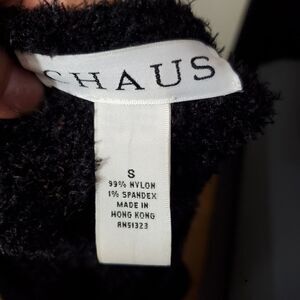 CHAUS
S
99% NYLON
1% SPANDEX
MADE IN
HONG KONG
RN51323